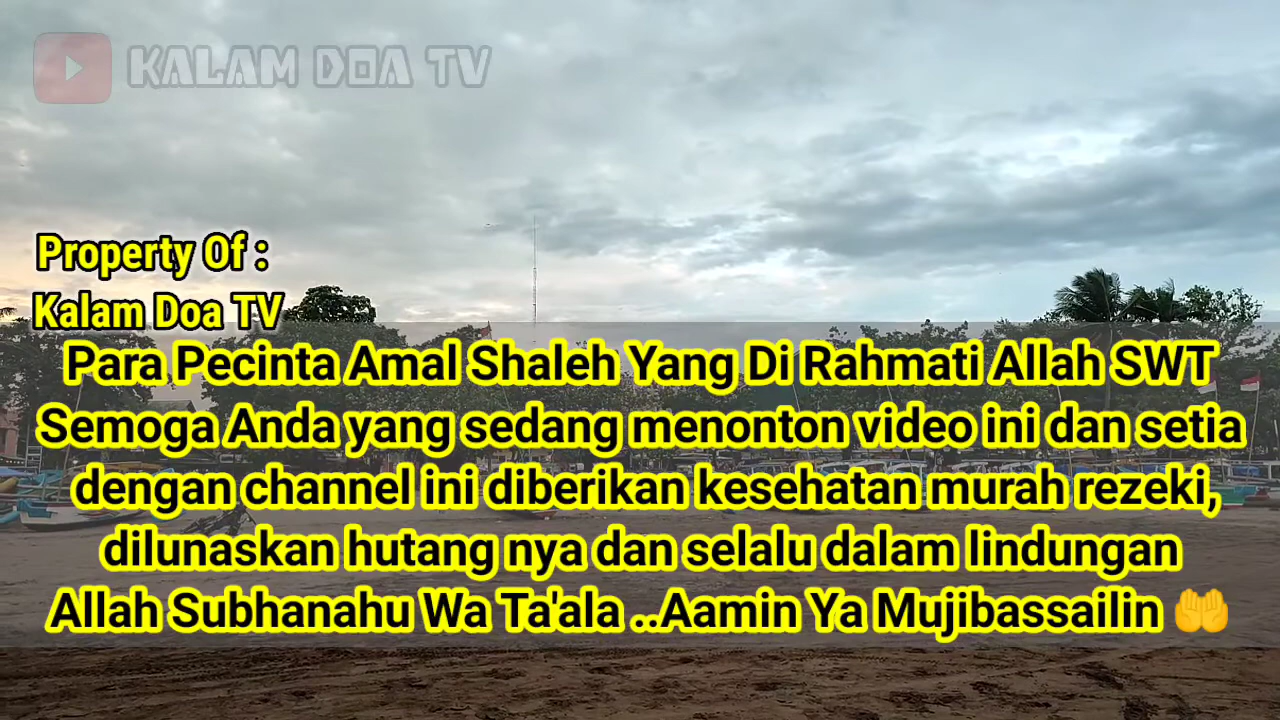 KALAM DOA TV
Property Of :
Kalam Doa TV
Para Pecinta Amal Shaleh Yang Di Rahmati Allah SWT
Semoga Anda yang sedang menonton video ini dan setia
dengan channel ini diberikan kesehatan murah rezeki,
dilunaskan hutang nya dan selalu dalam lindungan
Allah Subhanahu Wa Ta'ala ..Aamin Ya Mujibassailin 🤲